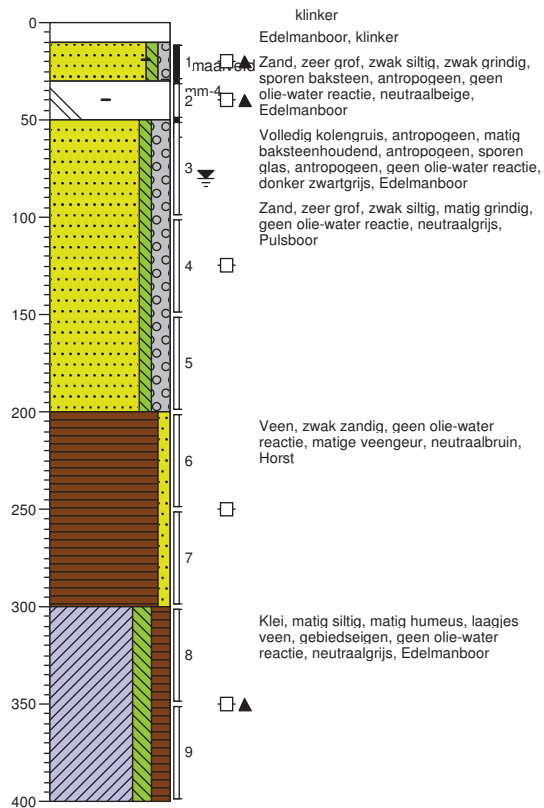 klinker
0
Edelmanboor, klinker
1
maaiveld
Zand, zeer grof, zwak siltig, zwak grindig,
sporen baksteen, antropogeen, geen
olie-water reactie, neutraalbeige,
Edelmanboor
mm-4
2
50
Volledig kolengruis, antropogeen, matig
baksteenhoudend, antropogeen, sporen
glas, antropogeen, geen olie-water reactie,
donker zwartgrijs, Edelmanboor
3
Zand, zeer grof, zwak siltig, matig grindig,
geen olie-water reactie, neutraalgrijs,
Pulsboor
100
4
150
5
200
Veen, zwak zandig, geen olie-water
reactie, matige veengeur, neutraalbruin,
Horst
6
250
7
300
Klei, matig siltig, matig humeus, laagjes
veen, gebiedseigen, geen olie-water
reactie, neutraalgrijs, Edelmanboor
8
350
9
400